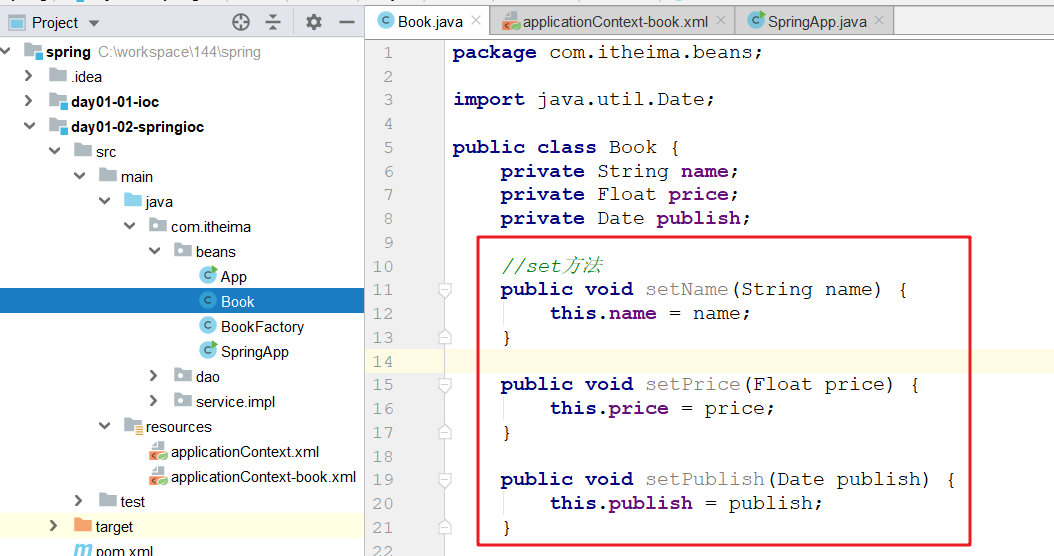 Project
Book.java
applicationContext-book.xml
SpringApp.java
spring C:\workspace\144\spring
.idea
day01-01-ioc
day01-02-springioc
src
main
java
com.itheima
beans
App
Book
BookFactory
SpringApp
dao
service.impl
resources
applicationContext.xml
applicationContext-book.xml
test
target
pom.xml
1 package com.itheima.beans;
2
3 import java.util.Date;
4
5 public class Book {
6 private String name;
7 private Float price;
8 private Date publish;
9
10 //set方法
11 public void setName(String name) {
12 this.name = name;
13 }
14
15 public void setPrice(Float price) {
16 this.price = price;
17 }
18
19 public void setPublish(Date publish) {
20 this.publish = publish;
21 }
22